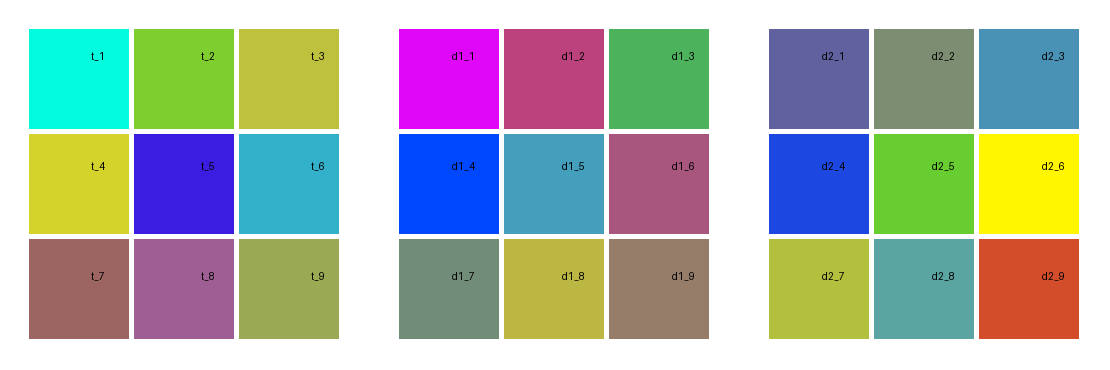 t_1 t_2 t_3 d1_1 d1_2 d1_3 d2_1 d2_2 d2_3
t_4 t_5 t_6 d1_4 d1_5 d1_6 d2_4 d2_5 d2_6
t_7 t_8 t_9 d1_7 d1_8 d1_9 d2_7 d2_8 d2_9